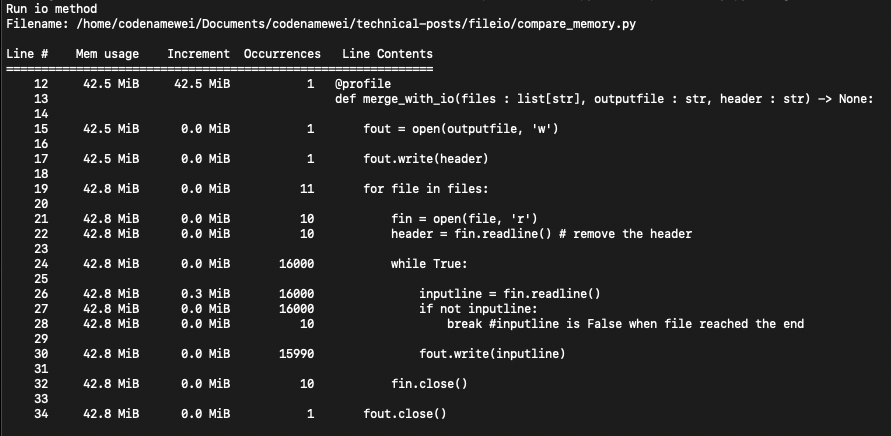 Run io method
Filename: /home/codenamewei/Documents/codenamewei/technical-posts/fileio/compare_memory.py
Line #    Mem usage    Increment  Occurrences   Line Contents
=============================================================
    12     42.5 MiB     42.5 MiB           1   @profile
    13                                         def merge_with_io(files : list[str], outputfile : str, header : str) -> None:
    14
    15     42.5 MiB      0.0 MiB           1       fout = open(outputfile, 'w')
    16
    17     42.5 MiB      0.0 MiB           1       fout.write(header)
    18
    19     42.8 MiB      0.0 MiB          11       for file in files:
    20
    21     42.8 MiB      0.0 MiB          10           fin = open(file, 'r')
    22     42.8 MiB      0.0 MiB          10           header = fin.readline() # remove the header
    23
    24     42.8 MiB      0.0 MiB       16000           while True:
    25
    26     42.8 MiB      0.3 MiB       16000               inputline = fin.readline()
    27     42.8 MiB      0.0 MiB       16000               if not inputline:
    28     42.8 MiB      0.0 MiB          10                   break #inputline is False when file reached the end
    29
    30     42.8 MiB      0.0 MiB       15990               fout.write(inputline)
    31
    32     42.8 MiB      0.0 MiB          10           fin.close()
    33
    34     42.8 MiB      0.0 MiB           1       fout.close()